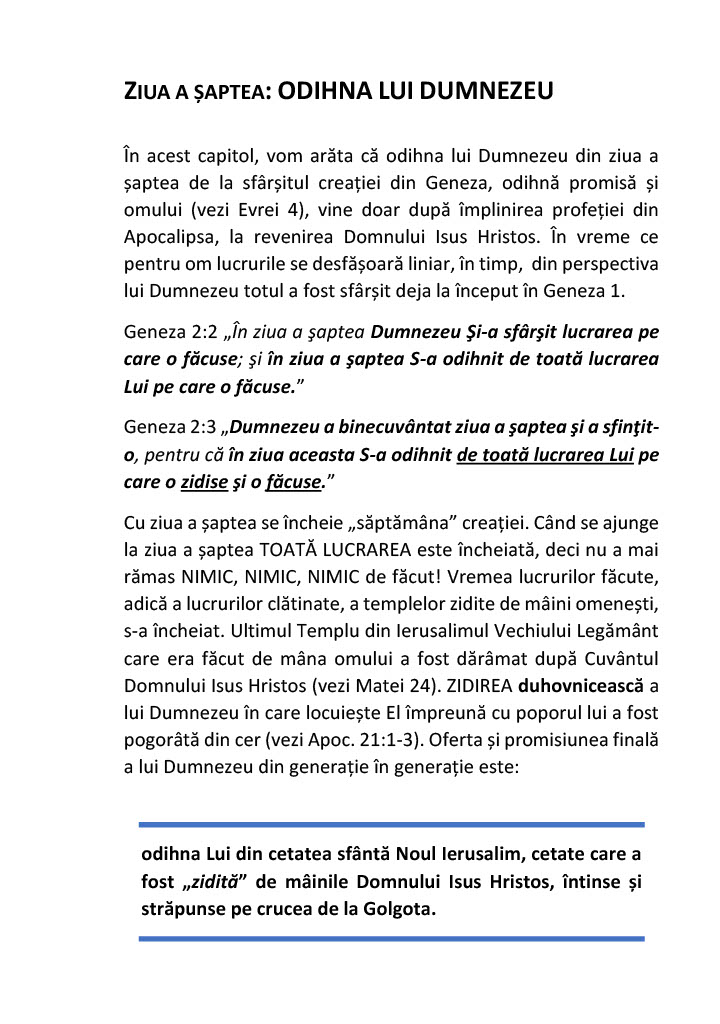 ZIUA A ȘAPTEA: ODIHNA LUI DUMNEZEU
În acest capitol, vom arăta că odihna lui Dumnezeu din ziua a
șaptea de la sfârșitul creației din Geneza, odihnă promisă și
omului (vezi Evrei 4), vine doar după împlinirea profeției din
Apocalipsa, la revenirea Domnului Isus Hristos. În vreme ce
pentru om lucrurile se desfășoară liniar, în timp, din perspectiva
lui Dumnezeu totul a fost sfârșit deja la început în Geneza 1.
Geneza 2:2 „În ziua a şaptea Dumnezeu Şi-a sfârşit lucrarea pe
care o făcuse; şi în ziua a şaptea S-a odihnit de toată lucrarea
Lui pe care o făcuse.”
Geneza 2:3 „Dumnezeu a binecuvântat ziua a şaptea şi a sfinţit-
o, pentru că în ziua aceasta S-a odihnit de toată lucrarea Lui pe
care o zidise şi o făcuse.”
Cu ziua a șaptea se încheie „săptămâna” creației. Când se ajunge
la ziua a șaptea TOATĂ LUCRAREA este încheiată, deci nu a mai
rămas NIMIC, NIMIC, NIMIC de făcut! Vremea lucrurilor făcute,
adică a lucrurilor clătinate, a templelor zidite de mâini omenești,
s-a încheiat. Ultimul Templu din Ierusalimul Vechiului Legământ
care era făcut de mâna omului a fost dărâmat după Cuvântul
Domnului Isus Hristos (vezi Matei 24). ZIDIREA duhovnicească a
lui Dumnezeu în care locuiește El împreună cu poporul lui a fost
pogorâtă din cer (vezi Apoc. 21:1-3). Oferta și promisiunea finală
a lui Dumnezeu din generație în generație este:
odihna Lui din cetatea sfântă Noul Ierusalim, cetate care a
fost „zidită” de mâinile Domnului Isus Hristos, întinse și
străpunse pe crucea de la Golgota.